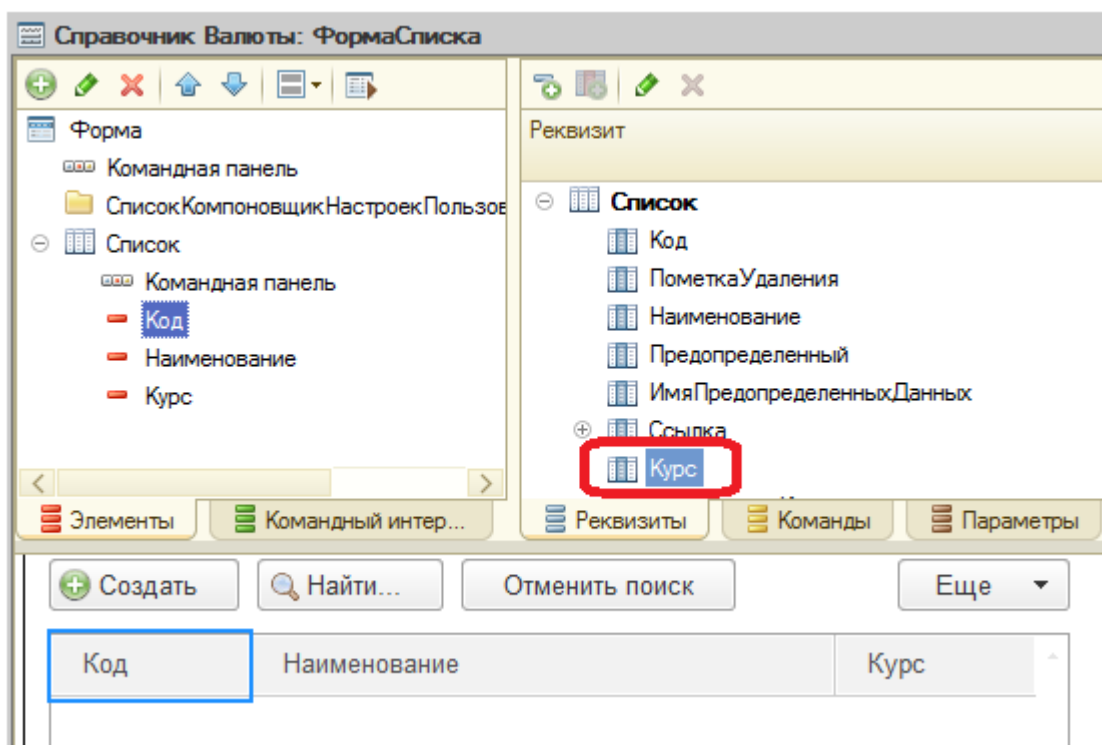 Справочник Валюты: ФормаСписка
Форма
Командная панель
СписокКомпоновщикНастроекПользов
Список
Командная панель
Код
Наименование
Курс
Элементы
Командный интер...
Реквизит
Список
Код
ПометкаУдаления
Наименование
Предопределенный
ИмяПредопределенныхДанных
Ссылка
Курс
Реквизиты
Команды
Параметры
Создать
Найти...
Отменить поиск
Еще
Код
Наименование
Курс